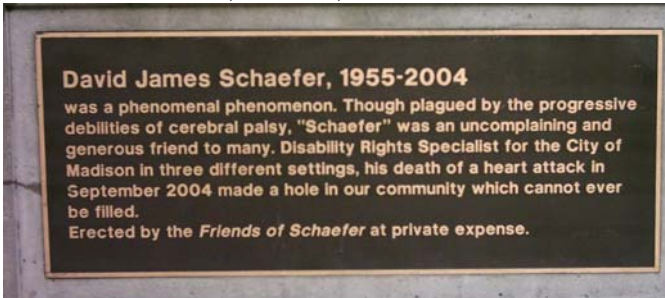 David James Schaefer, 1955-2004
was a phenomenal phenomenon. Though plagued by the progressive
debilities of cerebral palsy, "Schaefer" was an uncomplaining and
generous friend to many. Disability Rights Specialist for the City of
Madison in three different settings, his death of a heart attack in
September 2004 made a hole in our community which cannot ever
be filled.
Erected by the Friends of Schaefer at private expense.